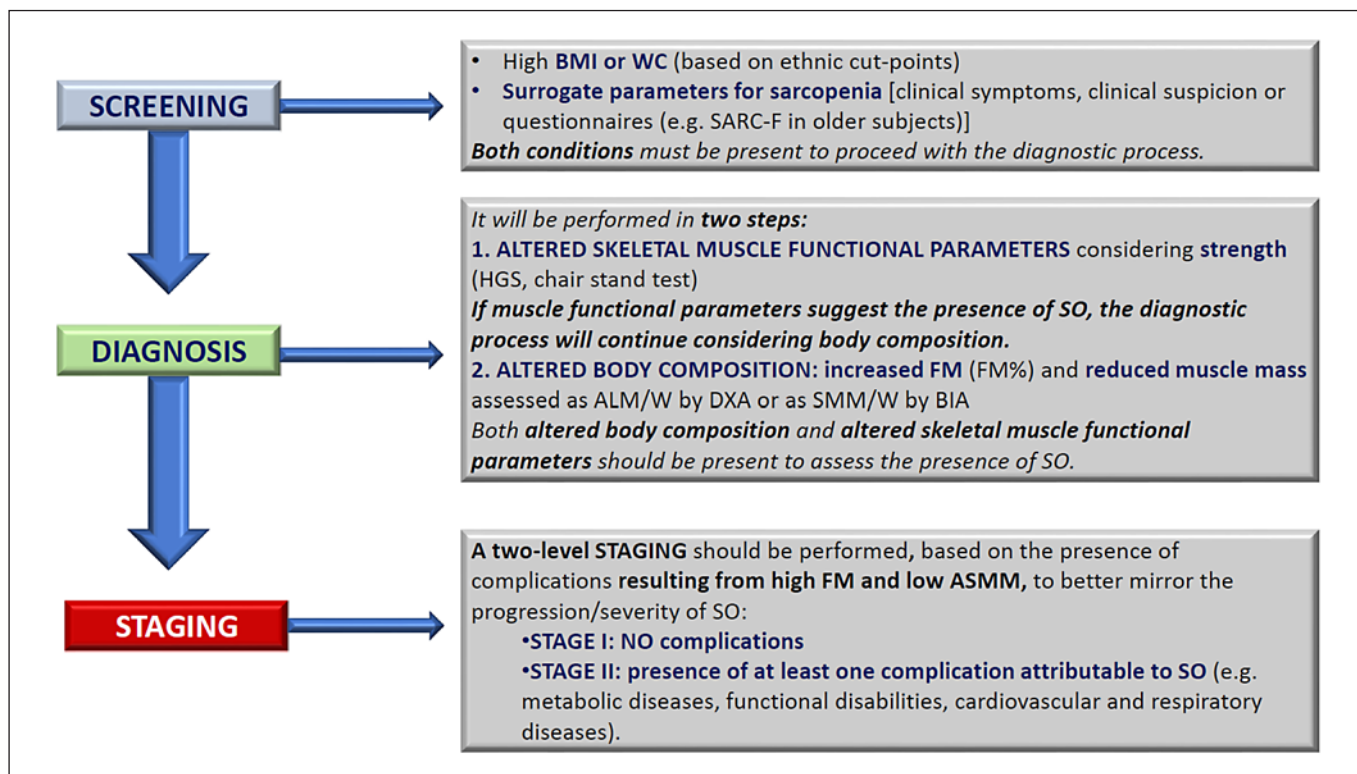 SCREENING
• High BMI or WC (based on ethnic cut-points)
• Surrogate parameters for sarcopenia [clinical symptoms, clinical suspicion or
questionnaires (e.g. SARC-F in older subjects)]
Both conditions must be present to proceed with the diagnostic process.
DIAGNOSIS
It will be performed in two steps:
1. ALTERED SKELETAL MUSCLE FUNCTIONAL PARAMETERS considering strength
(HGS, chair stand test)
If muscle functional parameters suggest the presence of SO, the diagnostic
process will continue considering body composition.
2. ALTERED BODY COMPOSITION: increased FM (FM%) and reduced muscle mass
assessed as ALM/W by DXA or as SMM/W by BIA
Both altered body composition and altered skeletal muscle functional
parameters should be present to assess the presence of SO.
STAGING
A two-level STAGING should be performed, based on the presence of
complications resulting from high FM and low ASMM, to better mirror the
progression/severity of SO:
•STAGE I: NO complications
•STAGE II: presence of at least one complication attributable to SO (e.g.
metabolic diseases, functional disabilities, cardiovascular and respiratory
diseases).